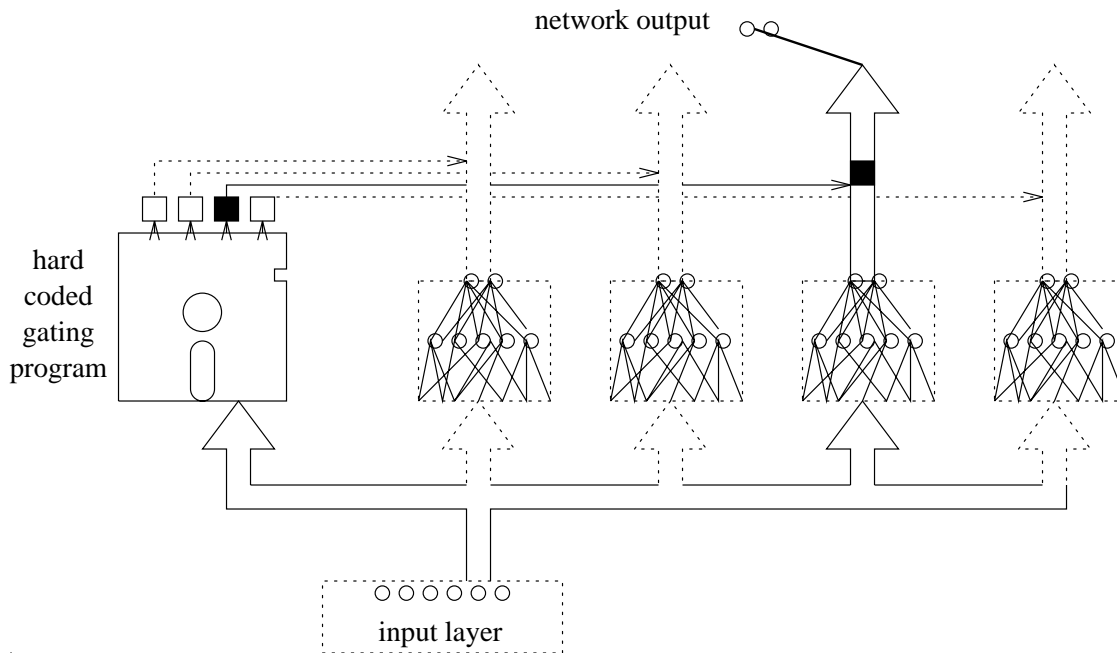 network output
hard
coded
gating
program
input layer